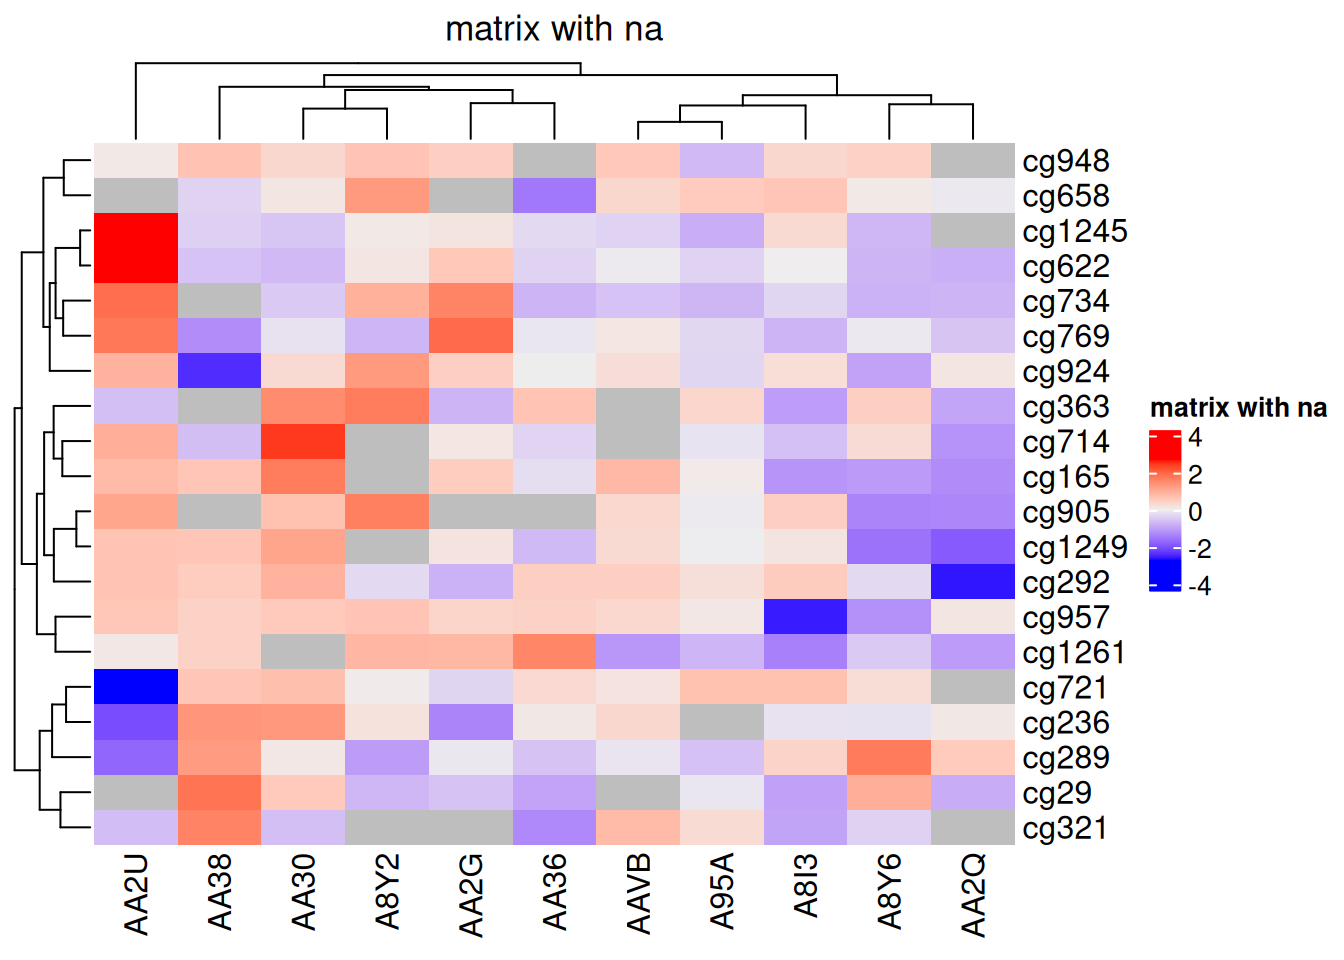 matrix with na
cg948
cg658
cg1245
cg622
cg734
cg769
cg924
cg363
cg714
cg165
cg905
cg1249
cg292
cg957
cg1261
cg721
cg236
cg289
cg29
cg321
matrix with na
4
2
0
-2
-4
AA2U
AA38
AA30
A8Y2
AA2G
AA36
AAVB
A95A
A8I3
A8Y6
AA2Q